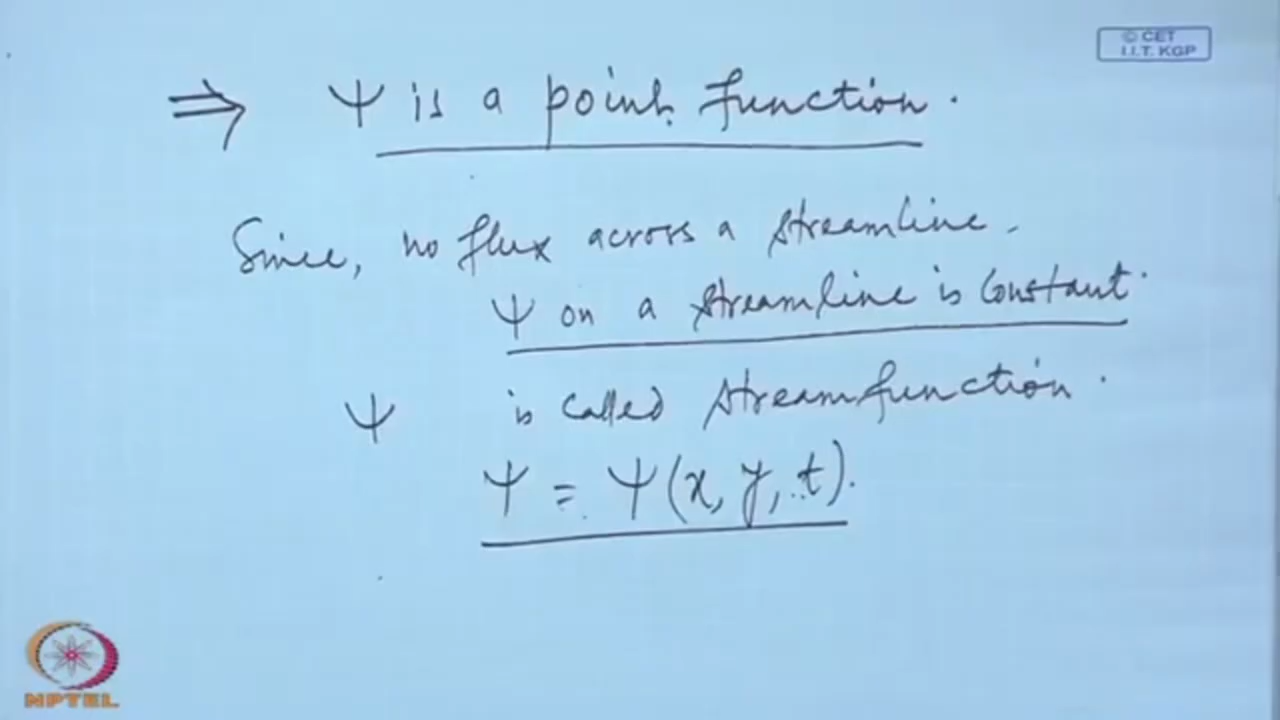 © CET
I.I.T. KGP
⇒ Ψ is a point function.
Since, no flux across a streamline.
Ψ on a streamline is constant.
Ψ is called streamfunction.
Ψ = Ψ(x, y, t).
NPTEL